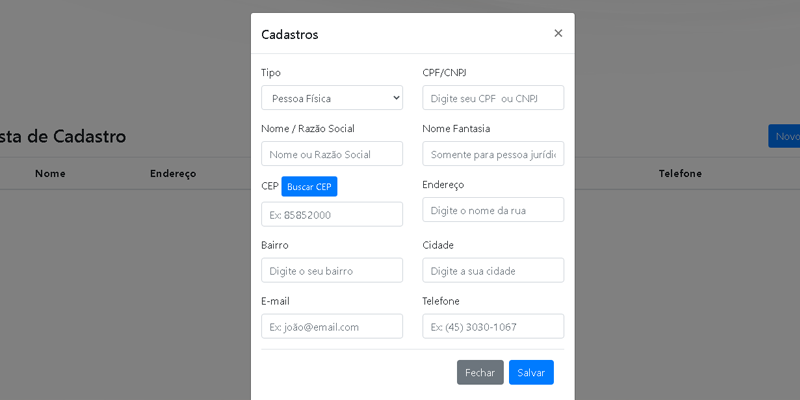 Cadastros ×
Tipo CPF/CNPJ
Pessoa Física Digite seu CPF ou CNPJ
sta de Cadastro Novo
Nome / Razão Social Nome Fantasia
Nome ou Razão Social Somente para pessoa jurídic
Nome Endereço Telefone
CEP Buscar CEP Endereço
Ex: 85852000 Digite o nome da rua
Bairro Cidade
Digite o seu bairro Digite a sua cidade
E-mail Telefone
Ex: joão@email.com Ex: (45) 3030-1067
Fechar Salvar